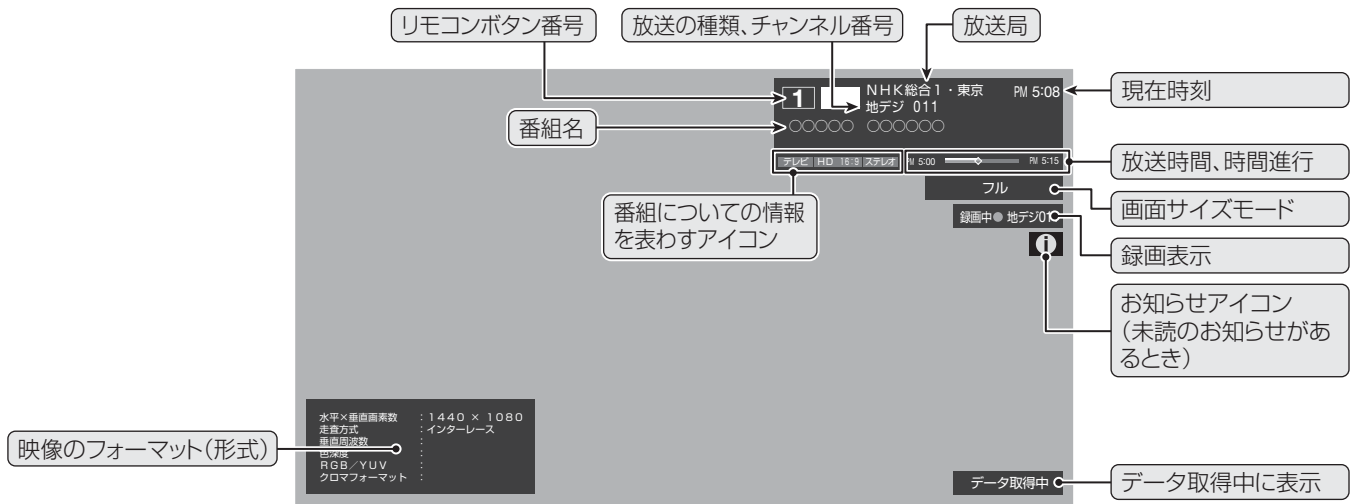 リモコンボタン番号
放送の種類、チャンネル番号
放送局
1
NHK総合1・東京
PM 5:08
現在時刻
地デジ 011
番組名
○○○○○ ○○○○○○
テレビ HD 16:9 ステレオ
PM 5:00
PM 5:15
放送時間、時間進行
フル
画面サイズモード
番組についての情報
を表わすアイコン
録画中● 地デジ01
録画表示
i
お知らせアイコン
(未読のお知らせがあ
るとき)
水平×垂直画素数 :1440 × 1080
走査方式 :インターレース
垂直周波数 :
色深度 :
RGB/YUV :
クロマフォーマット :
映像のフォーマット(形式)
データ取得中
データ取得中に表示